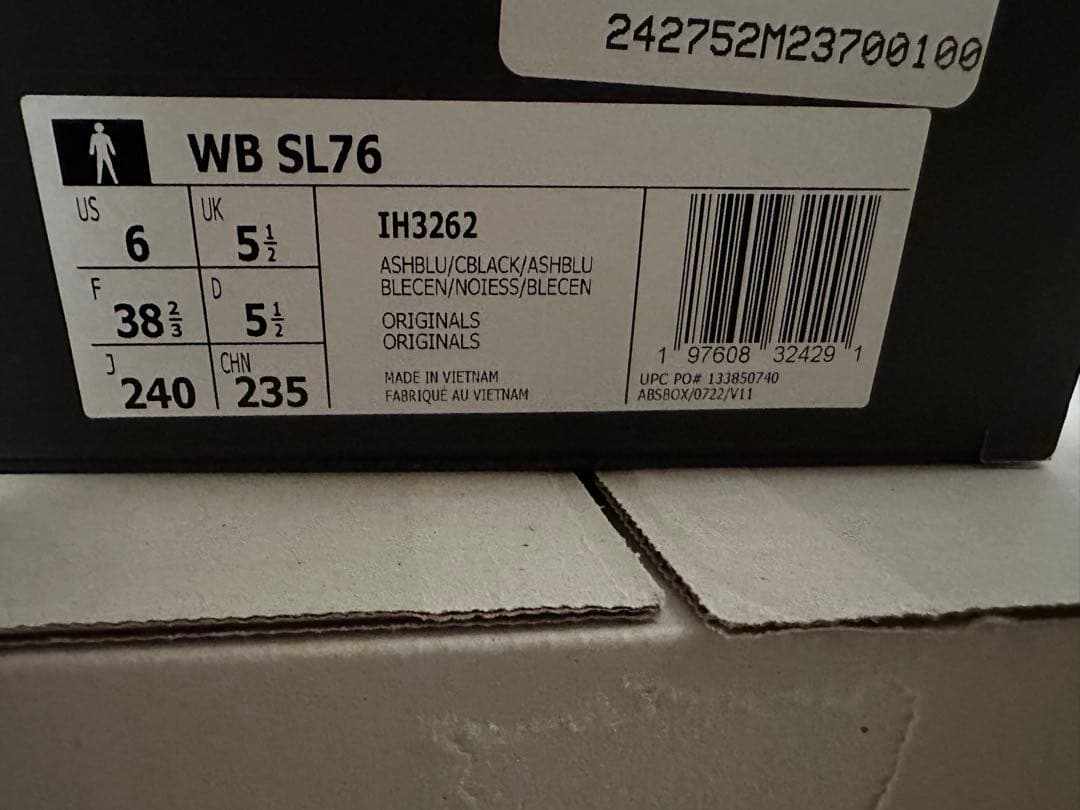 242752M23700100
WB SL76
US 6
UK 5½
F 38⅔
D 5½
J 240
CHN 235
IH3262
ASHBLU/CBLACK/ASHBLU
BLECEN/NOIESS/BLECEN
ORIGINALS
ORIGINALS
MADE IN VIETNAM
FABRIQUÉ AU VIETNAM
1 97608 32429 1
UPC PO# 133850740
ABSBOX/0722/V11